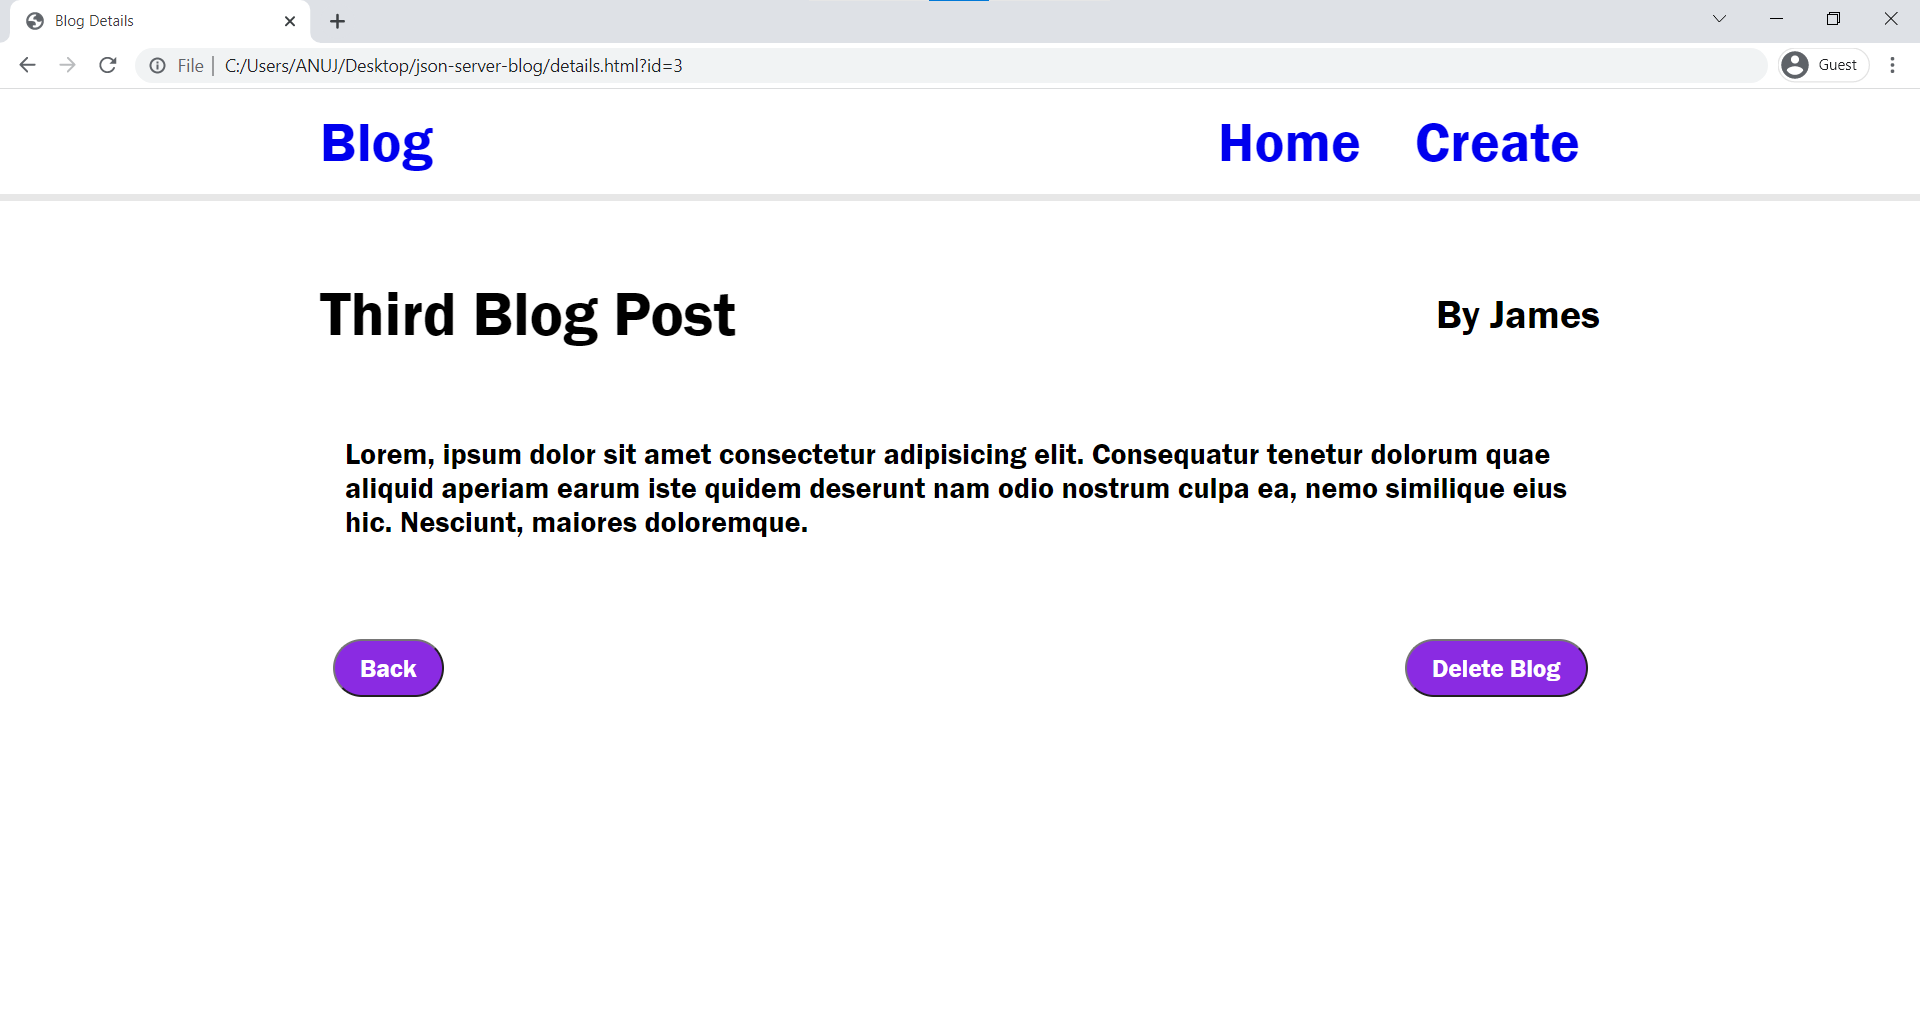 Blog Details
File | C:/Users/ANUJ/Desktop/json-server-blog/details.html?id=3
Guest
Blog
Home
Create
Third Blog Post
By James
Lorem, ipsum dolor sit amet consectetur adipisicing elit. Consequatur tenetur dolorum quae
aliquid aperiam earum iste quidem deserunt nam odio nostrum culpa ea, nemo similique eius
hic. Nesciunt, maiores doloremque.
Back
Delete Blog